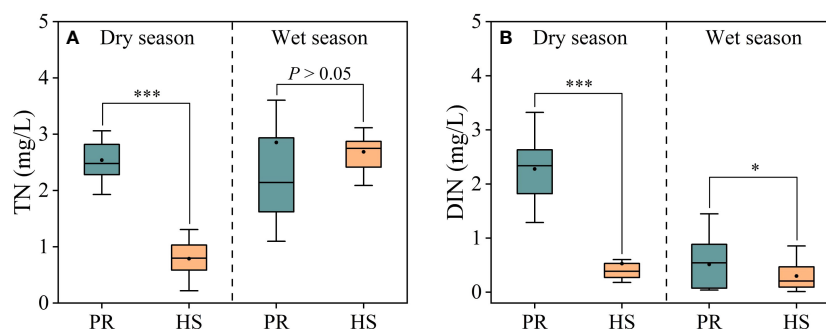 A Dry season Wet season
5
4
3
2
1
0
TN (mg/L)
***
P > 0.05
PR HS PR HS
B Dry season Wet season
5
4
3
2
1
0
DIN (mg/L)
***
*
PR HS PR HS